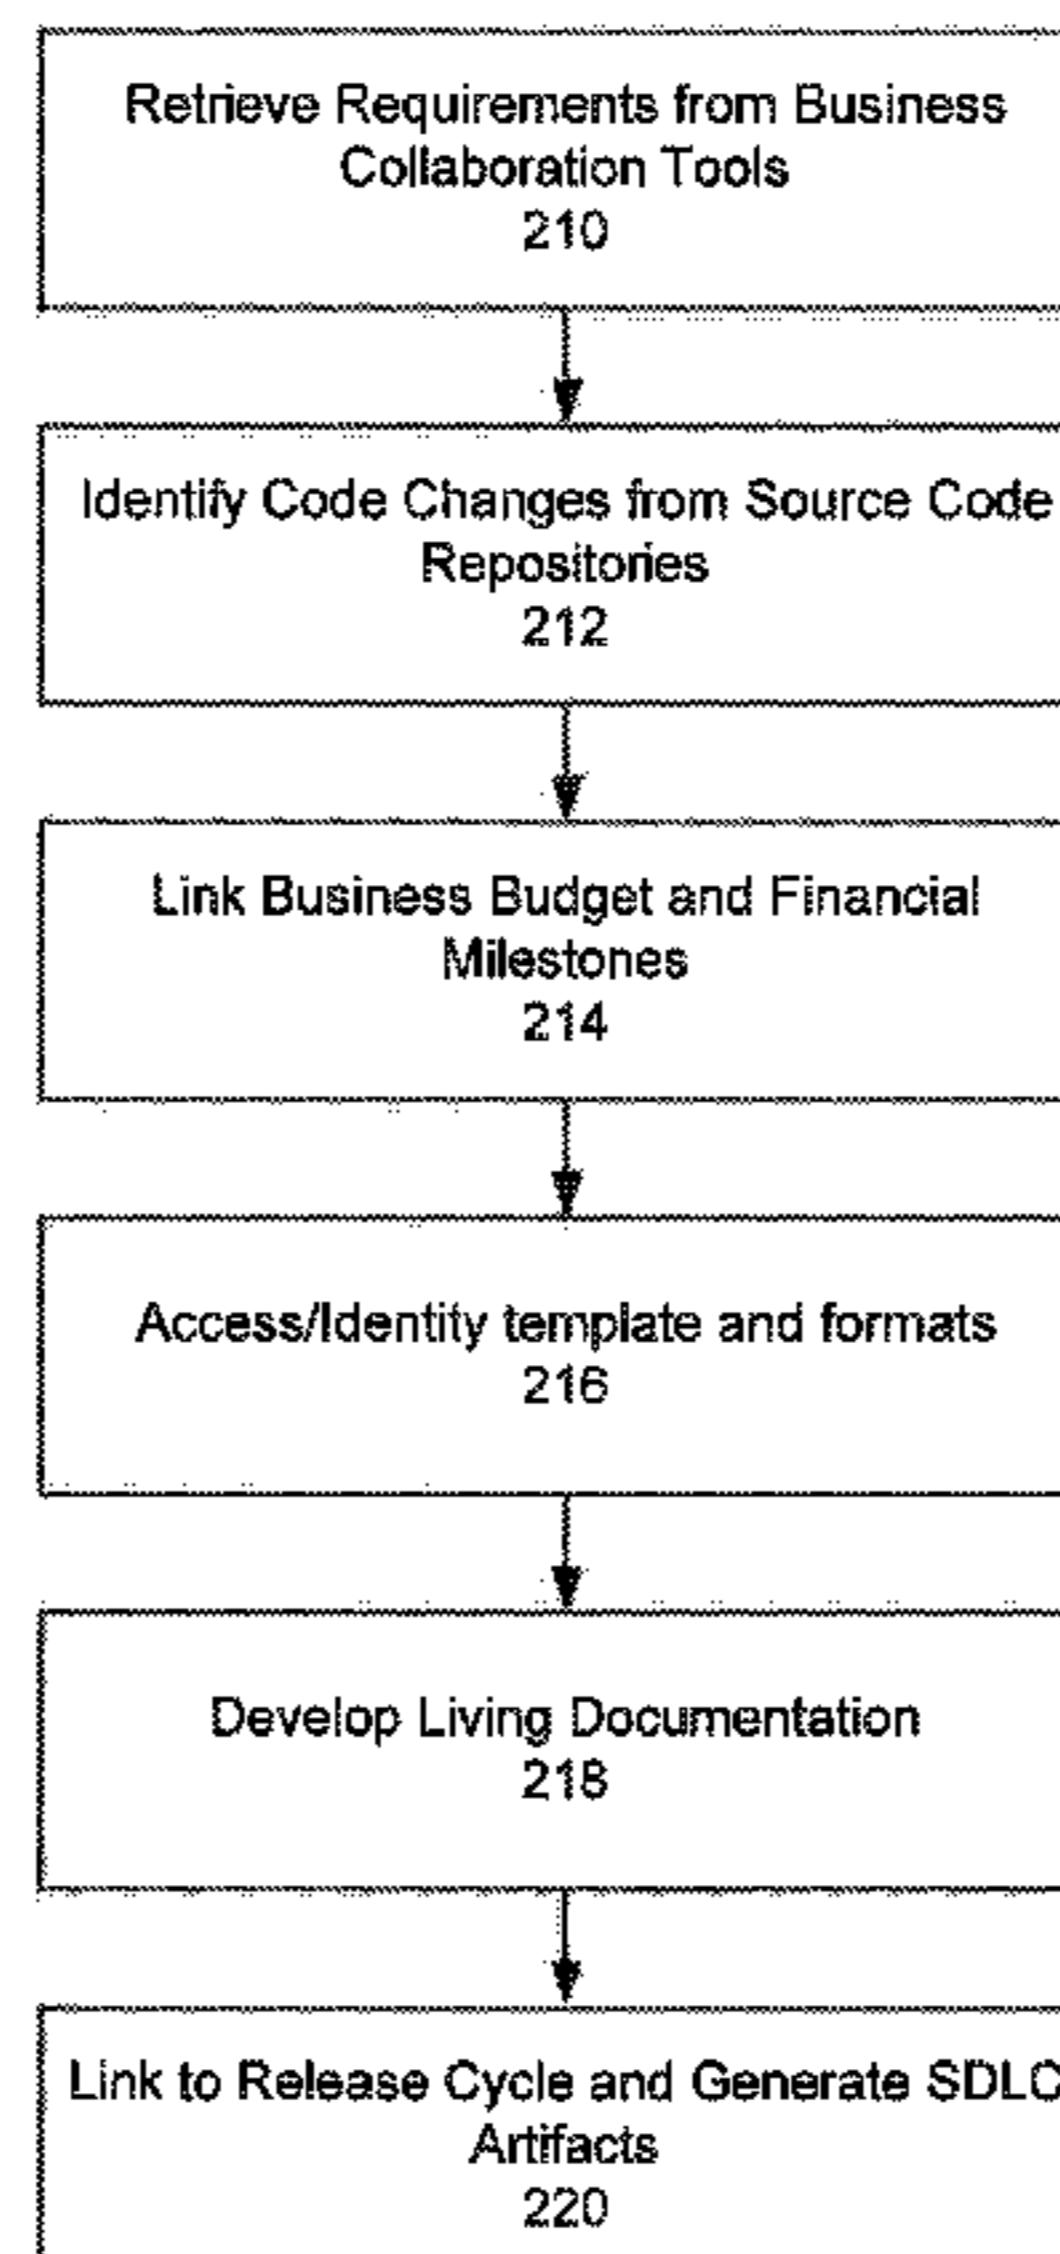 Retrieve Requirements from Business
Collaboration Tools
210
Identify Code Changes from Source Code
Repositories
212
Link Business Budget and Financial
Milestones
214
Access/Identity template and formats
216
Develop Living Documentation
218
Link to Release Cycle and Generate SDLC
Artifacts
220